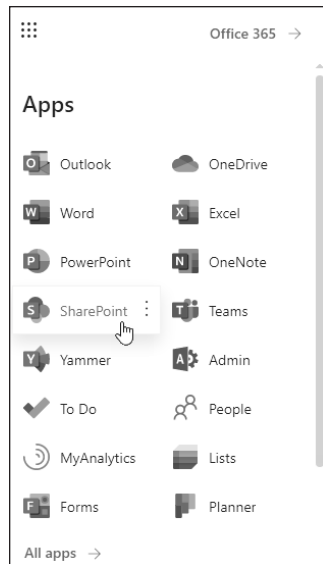 Office 365 →
Apps
Outlook OneDrive
Word Excel
PowerPoint OneNote
SharePoint Teams
Yammer Admin
To Do People
MyAnalytics Lists
Forms Planner
All apps →